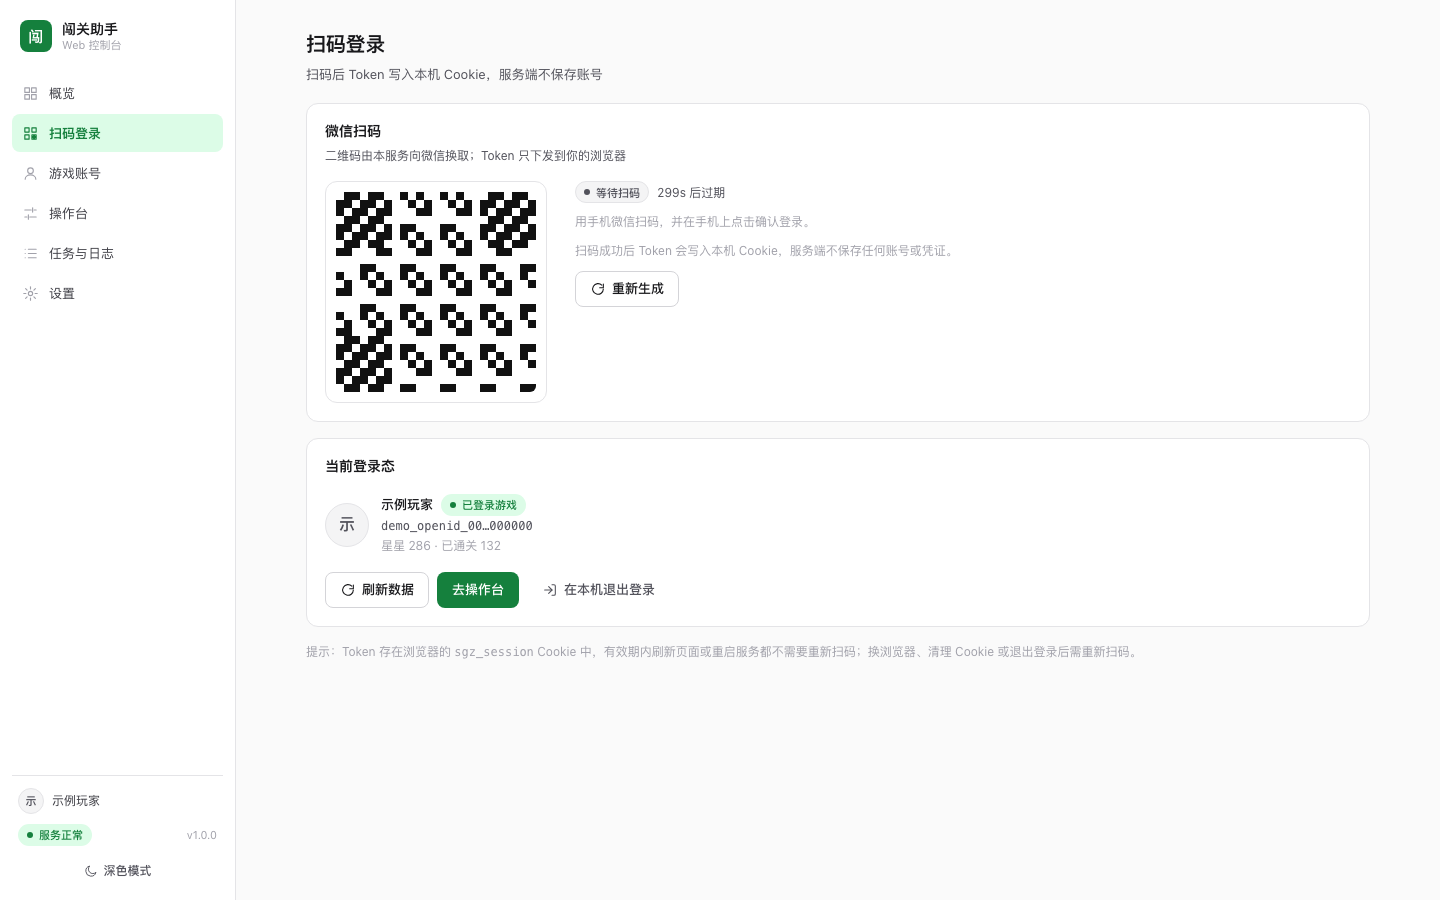 闯
闯关助手
Web 控制台
概览
扫码登录
游戏账号
操作台
任务与日志
设置
示
示例玩家
服务正常
v1.0.0
深色模式
扫码登录
扫码后 Token 写入本机 Cookie，服务端不保存账号
微信扫码
二维码由本服务向微信换取；Token 只下发到你的浏览器
等待扫码 299s 后过期
用手机微信扫码，并在手机上点击确认登录。
扫码成功后 Token 会写入本机 Cookie，服务端不保存任何账号或凭证。
重新生成
当前登录态
示
示例玩家 已登录游戏
demo_openid_00…000000
星星 286 · 已通关 132
刷新数据 去操作台 在本机退出登录
提示：Token 存在浏览器的 sgz_session Cookie 中，有效期内刷新页面或重启服务都不需要重新扫码；换浏览器、清理 Cookie 或退出登录后需重新扫码。